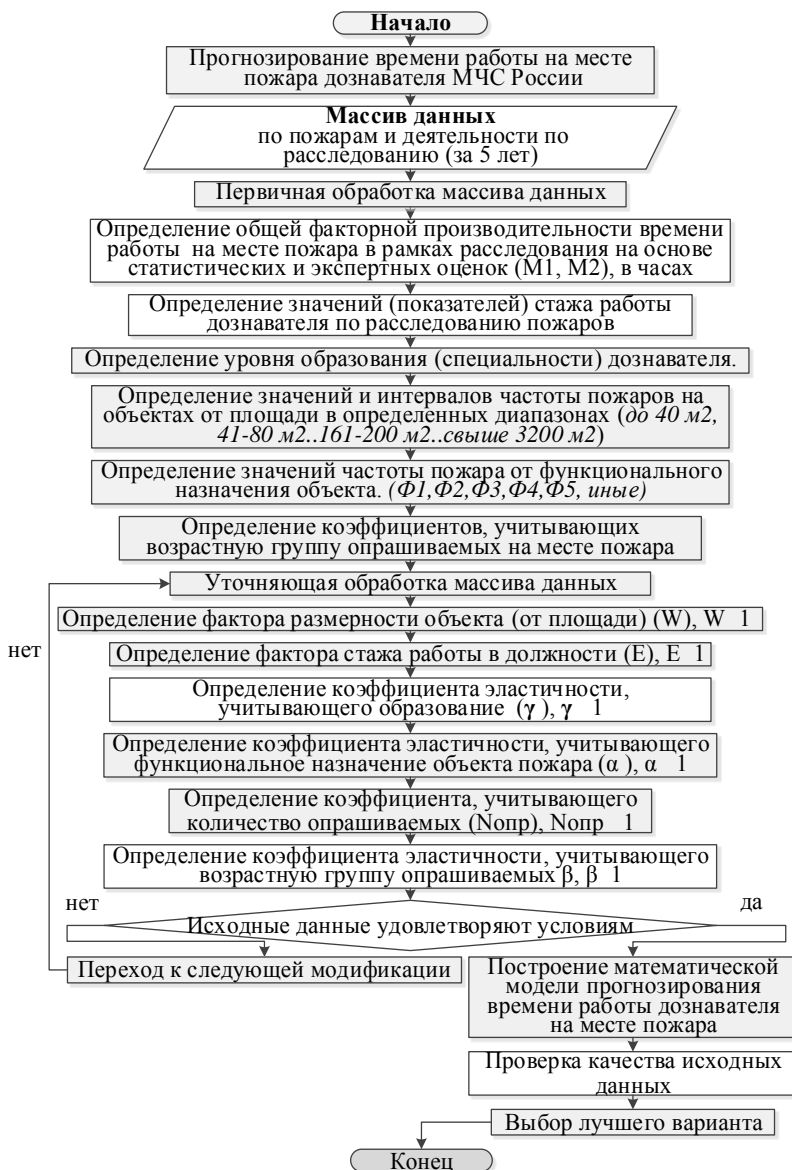 Начало
Прогнозирование времени работы на месте
пожара дознавателя МЧС России
Массив данных
по пожарам и деятельности по
расследованию (за 5 лет)
Первичная обработка массива данных
Определение общей факторной производительности времени
работы на месте пожара в рамках расследования на основе
статистических и экспертных оценок (М1, М2), в часах
Определение значений (показателей) стажа работы
дознавателя по расследованию пожаров
Определение уровня образования (специальности) дознавателя.
Определение значений и интервалов частоты пожаров на
объектах от площади в определенных диапазонах (до 40 м2,
41-80 м2..161-200 м2..свыше 3200 м2)
Определение значений частоты пожара от функционального
назначения объекта. (Ф1,Ф2,Ф3,Ф4,Ф5, иные)
Определение коэффициентов, учитывающих
возрастную группу опрашиваемых на месте пожара
Уточняющая обработка массива данных
Определение фактора размерности объекта (от площади) (W), W 1
нет
Определение фактора стажа работы в должности (Е), Е 1
Определение коэффициента эластичности,
учитывающего образование (γ ), γ 1
Определение коэффициента эластичности, учитывающего
функциональное назначение объекта пожара (α ), α 1
Определение коэффициента, учитывающего
количество опрашиваемых (Nопр), Nопр 1
Определение коэффициента эластичности, учитывающего
возрастную группу опрашиваемых β, β 1
нет
да
Исходные данные удовлетворяют условиям
Переход к следующей модификации
Построение математической
модели прогнозирования
времени работы дознавателя
на месте пожара
Проверка качества исходных
данных
Выбор лучшего варианта
Конец